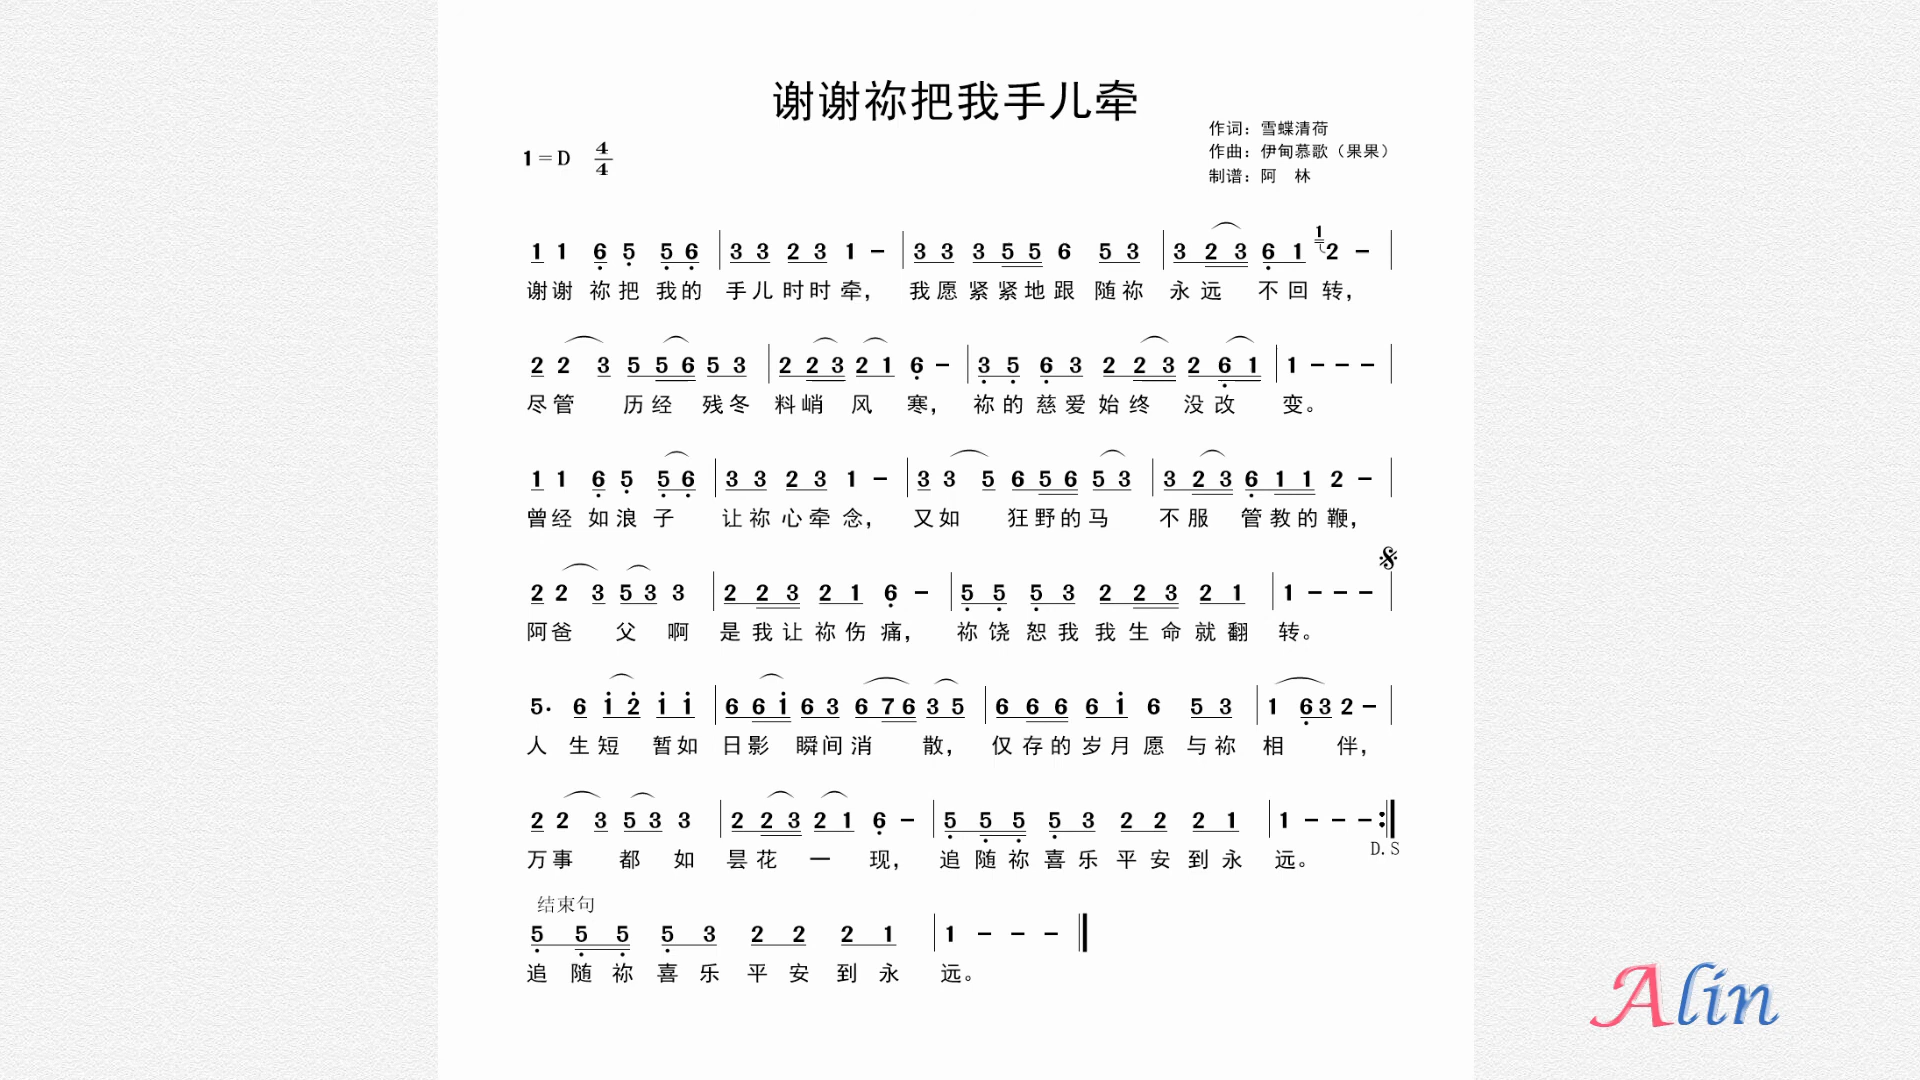 谢谢祢把我手儿牵
作词：雪蝶清荷
作曲：伊甸慕歌（果果）
制谱：阿 林
1=D 4/4
1 1 6 5 5 6 | 3 3 2 3 1 – | 3 3 3 5 5 6 5 3 | 3 2 3 6 1 1 2 – |
谢谢 祢把 我的 手儿时时牵， 我愿紧紧地跟 随祢 永远 不回转，
2 2 3 5 5 6 5 3 | 2 2 3 2 1 6 – | 3 5 6 3 2 2 3 2 6 1 | 1 – – – |
尽管 历经 残冬 料峭 风 寒， 祢的慈爱始终 没改 变。
1 1 6 5 5 6 | 3 3 2 3 1 – | 3 3 5 6 5 6 5 3 | 3 2 3 6 1 1 2 – |
曾经 如浪 子 让祢心牵念， 又如 狂野的马 不服 管教的鞭，
2 2 3 5 3 3 | 2 2 3 2 1 6 – | 5 5 5 3 2 2 3 2 1 | 1 – – – |
阿爸 父 啊 是我让祢伤痛， 祢饶恕我我生命就翻 转。
5. 6 1 2 1 1 | 6 6 1 6 3 6 7 6 3 5 | 6 6 6 6 1 6 5 3 | 1 6 3 2 – |
人 生短 暂如 日影 瞬间消 散， 仅存的岁月愿 与祢 相 伴，
2 2 3 5 3 3 | 2 2 3 2 1 6 – | 5 5 5 5 3 2 2 2 1 | 1 – – – :|
D.S
万事 都 如 昙花 一 现， 追随祢喜乐平安到永 远。
结束句
5 5 5 5 3 2 2 2 1 | 1 – – – ‖
追 随 祢 喜 乐 平 安 到 永 远。
Alin